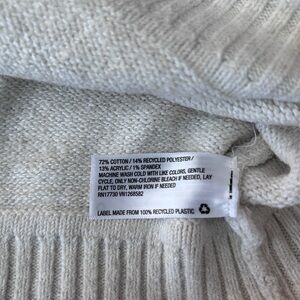 72% COTTON / 14% RECYCLED POLYESTER /
13% ACRYLIC / 1% SPANDEX
MACHINE WASH COLD WITH LIKE COLORS, GENTLE
CYCLE, ONLY NON-CHLORINE BLEACH IF NEEDED, LAY
FLAT TO DRY, WARM IRON IF NEEDED
RN17730 VN1268582
LABEL MADE FROM 100% RECYCLED PLASTIC